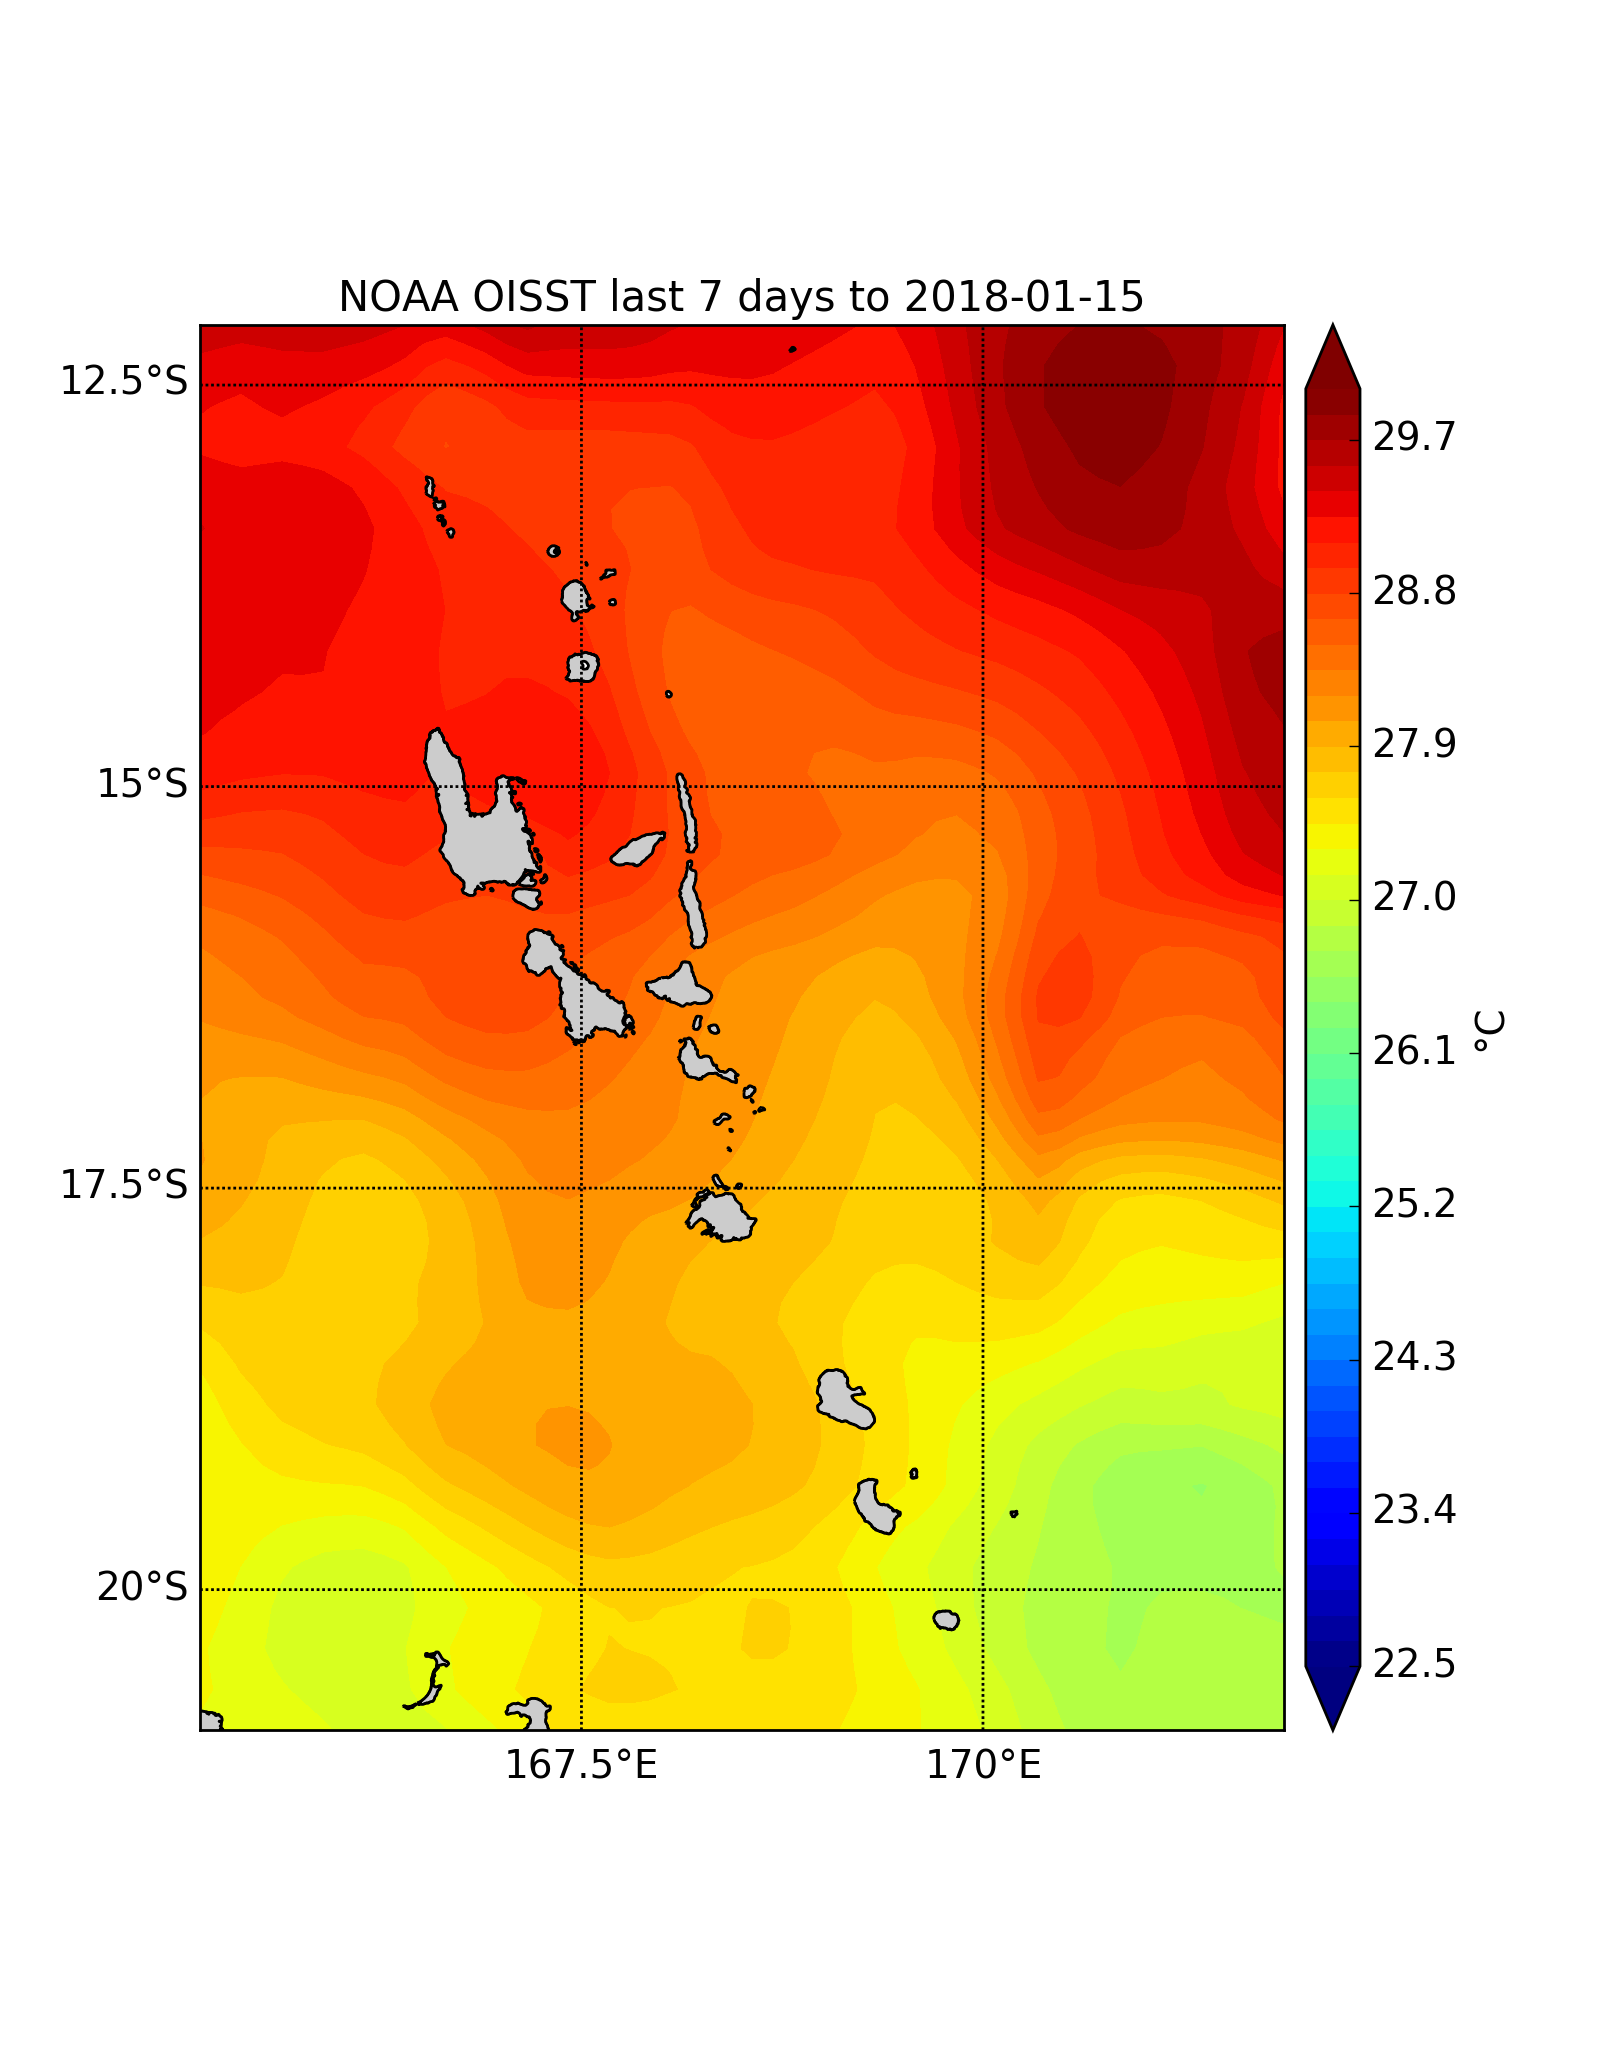 NOAA OISST last 7 days to 2018-01-15
12.5°S
15°S
17.5°S
20°S
167.5°E
170°E
29.7
28.8
27.9
27.0
26.1
25.2
24.3
23.4
22.5
°C